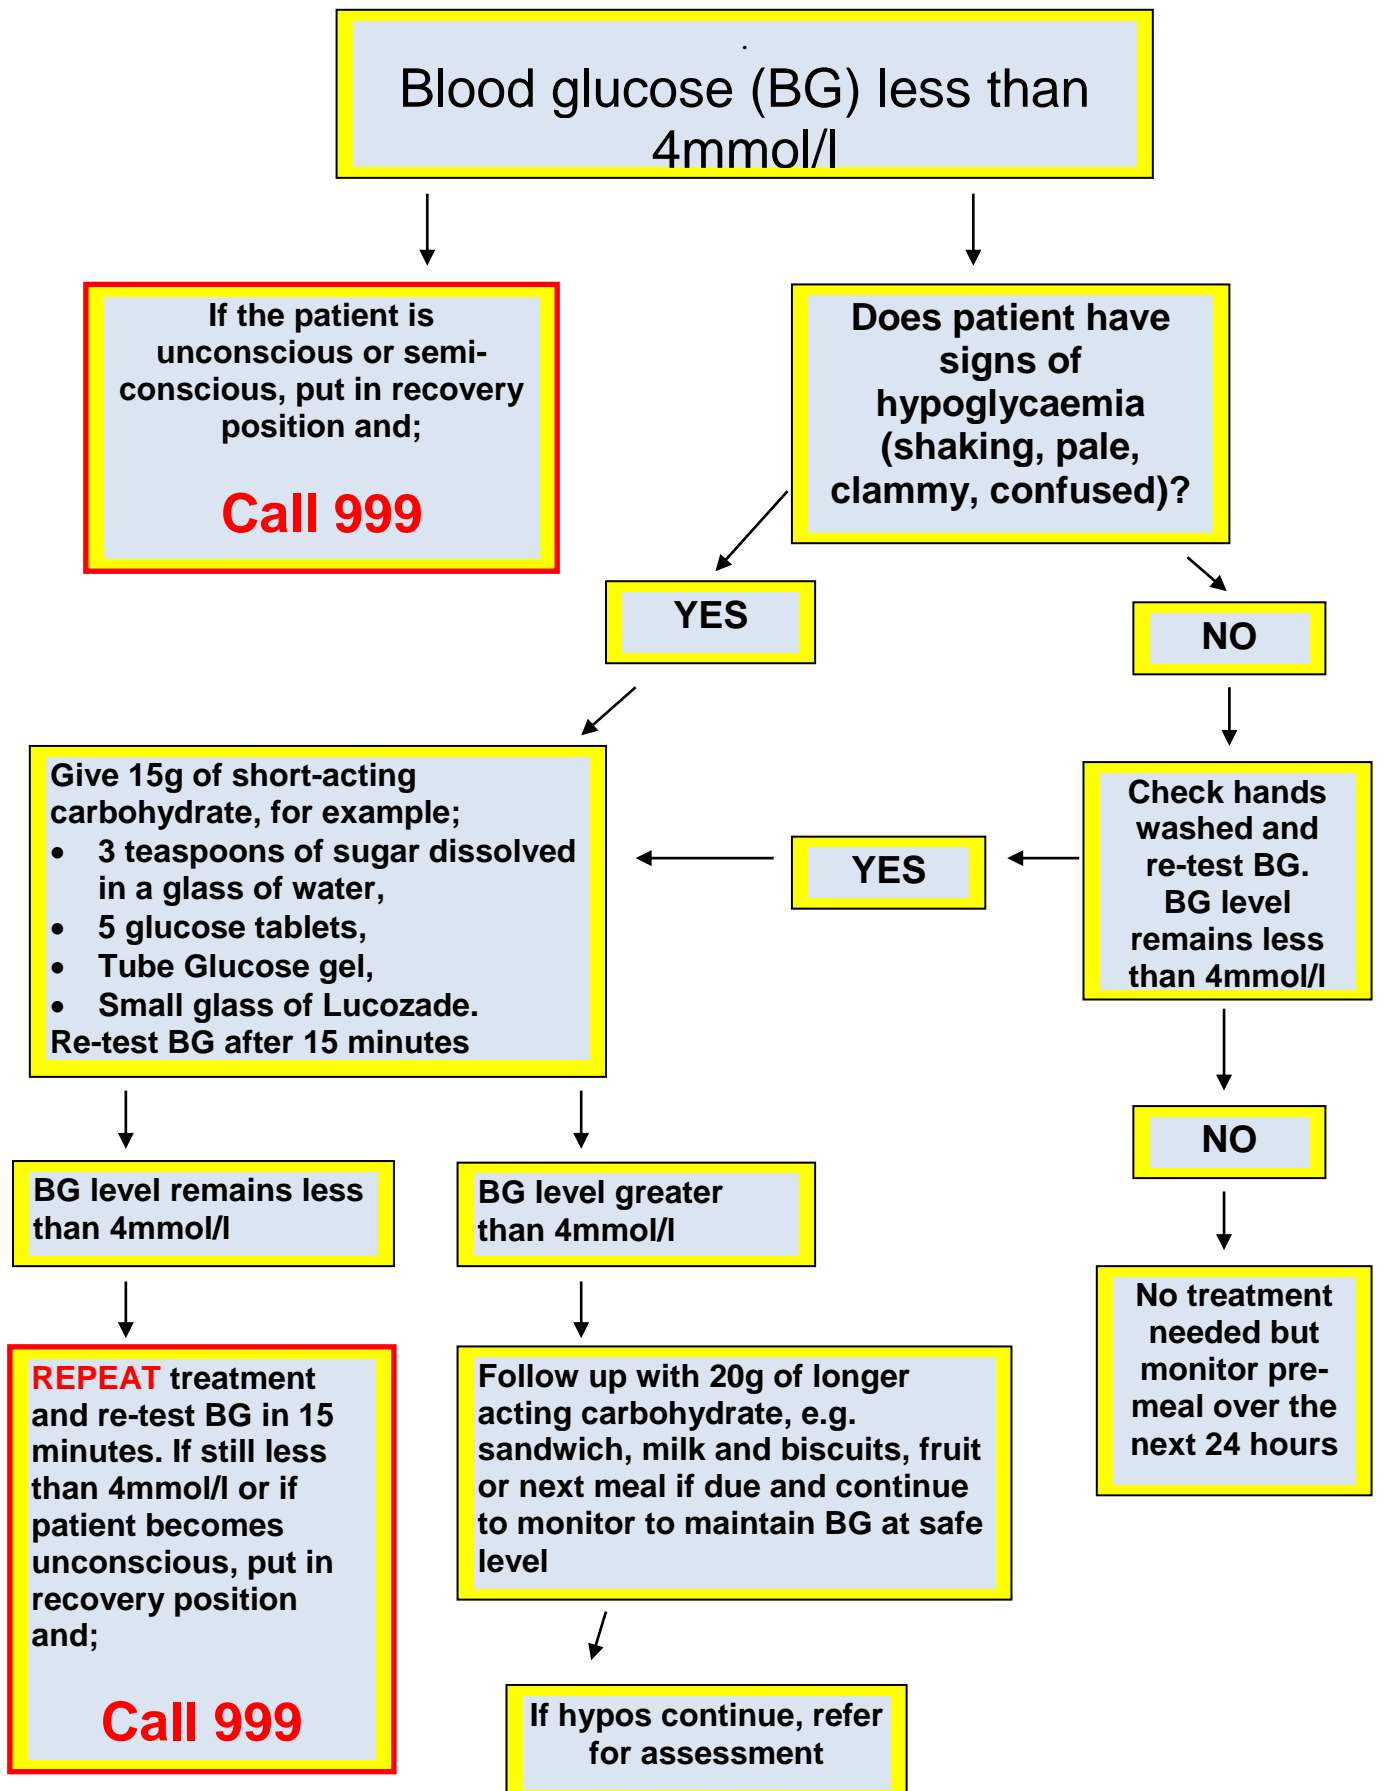 .
Blood glucose (BG) less than
4mmol/l
If the patient is
unconscious or semi-
conscious, put in recovery
position and;
Call 999
Does patient have
signs of
hypoglycaemia
(shaking, pale,
clammy, confused)?
YES
NO
Give 15g of short-acting
carbohydrate, for example;
• 3 teaspoons of sugar dissolved
in a glass of water,
• 5 glucose tablets,
• Tube Glucose gel,
• Small glass of Lucozade.
Re-test BG after 15 minutes
YES
Check hands
washed and
re-test BG.
BG level
remains less
than 4mmol/l
NO
BG level remains less
than 4mmol/l
BG level greater
than 4mmol/l
No treatment
needed but
monitor pre-
meal over the
next 24 hours
REPEAT treatment
and re-test BG in 15
minutes. If still less
than 4mmol/l or if
patient becomes
unconscious, put in
recovery position
and;
Call 999
Follow up with 20g of longer
acting carbohydrate, e.g.
sandwich, milk and biscuits, fruit
or next meal if due and continue
to monitor to maintain BG at safe
level
If hypos continue, refer
for assessment